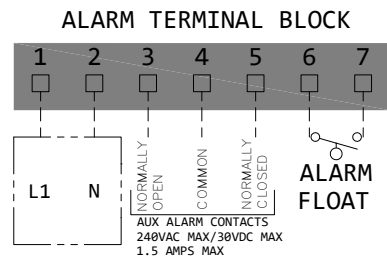 ALARM TERMINAL BLOCK
1 2 3 4 5 6 7
L1 N
NORMALLY
OPEN
COMMON
NORMALLY
CLOSED
ALARM
FLOAT
AUX ALARM CONTACTS
240VAC MAX/30VDC MAX
1.5 AMPS MAX